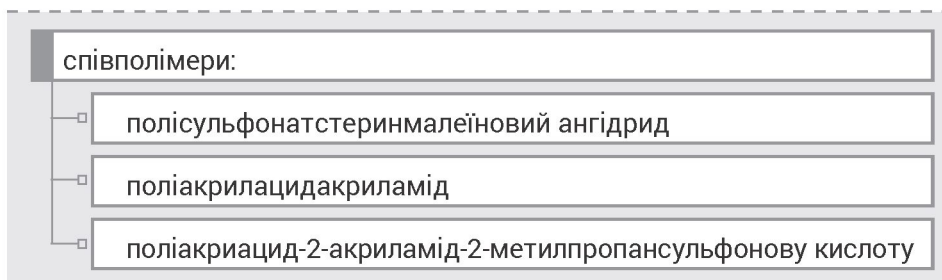 співполімери:
полісульфонатстеринмалеїновий ангідрид
поліакрилацидакриламід
поліакриацид-2-акриламід-2-метилпропансульфонову кислоту